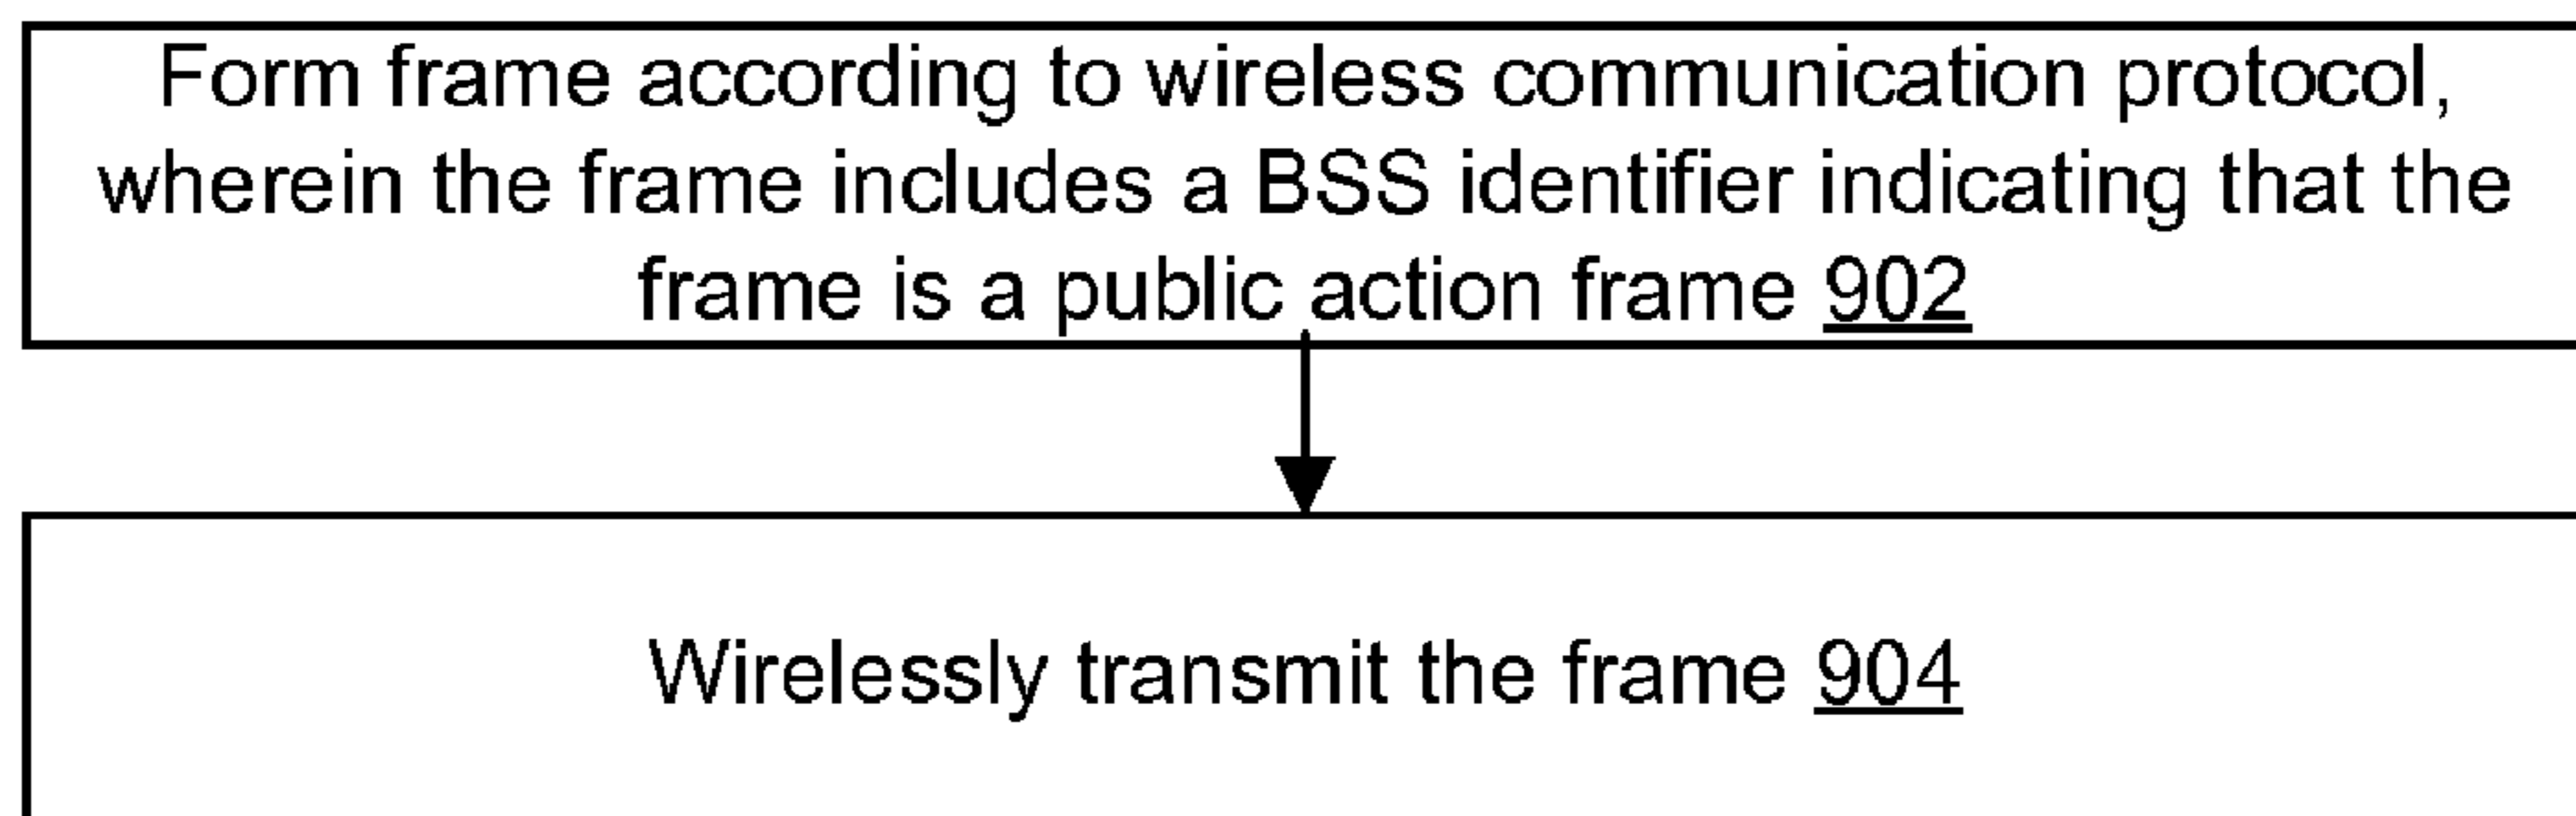 Form frame according to wireless communication protocol,
wherein the frame includes a BSS identifier indicating that the
frame is a public action frame 902
Wirelessly transmit the frame 904